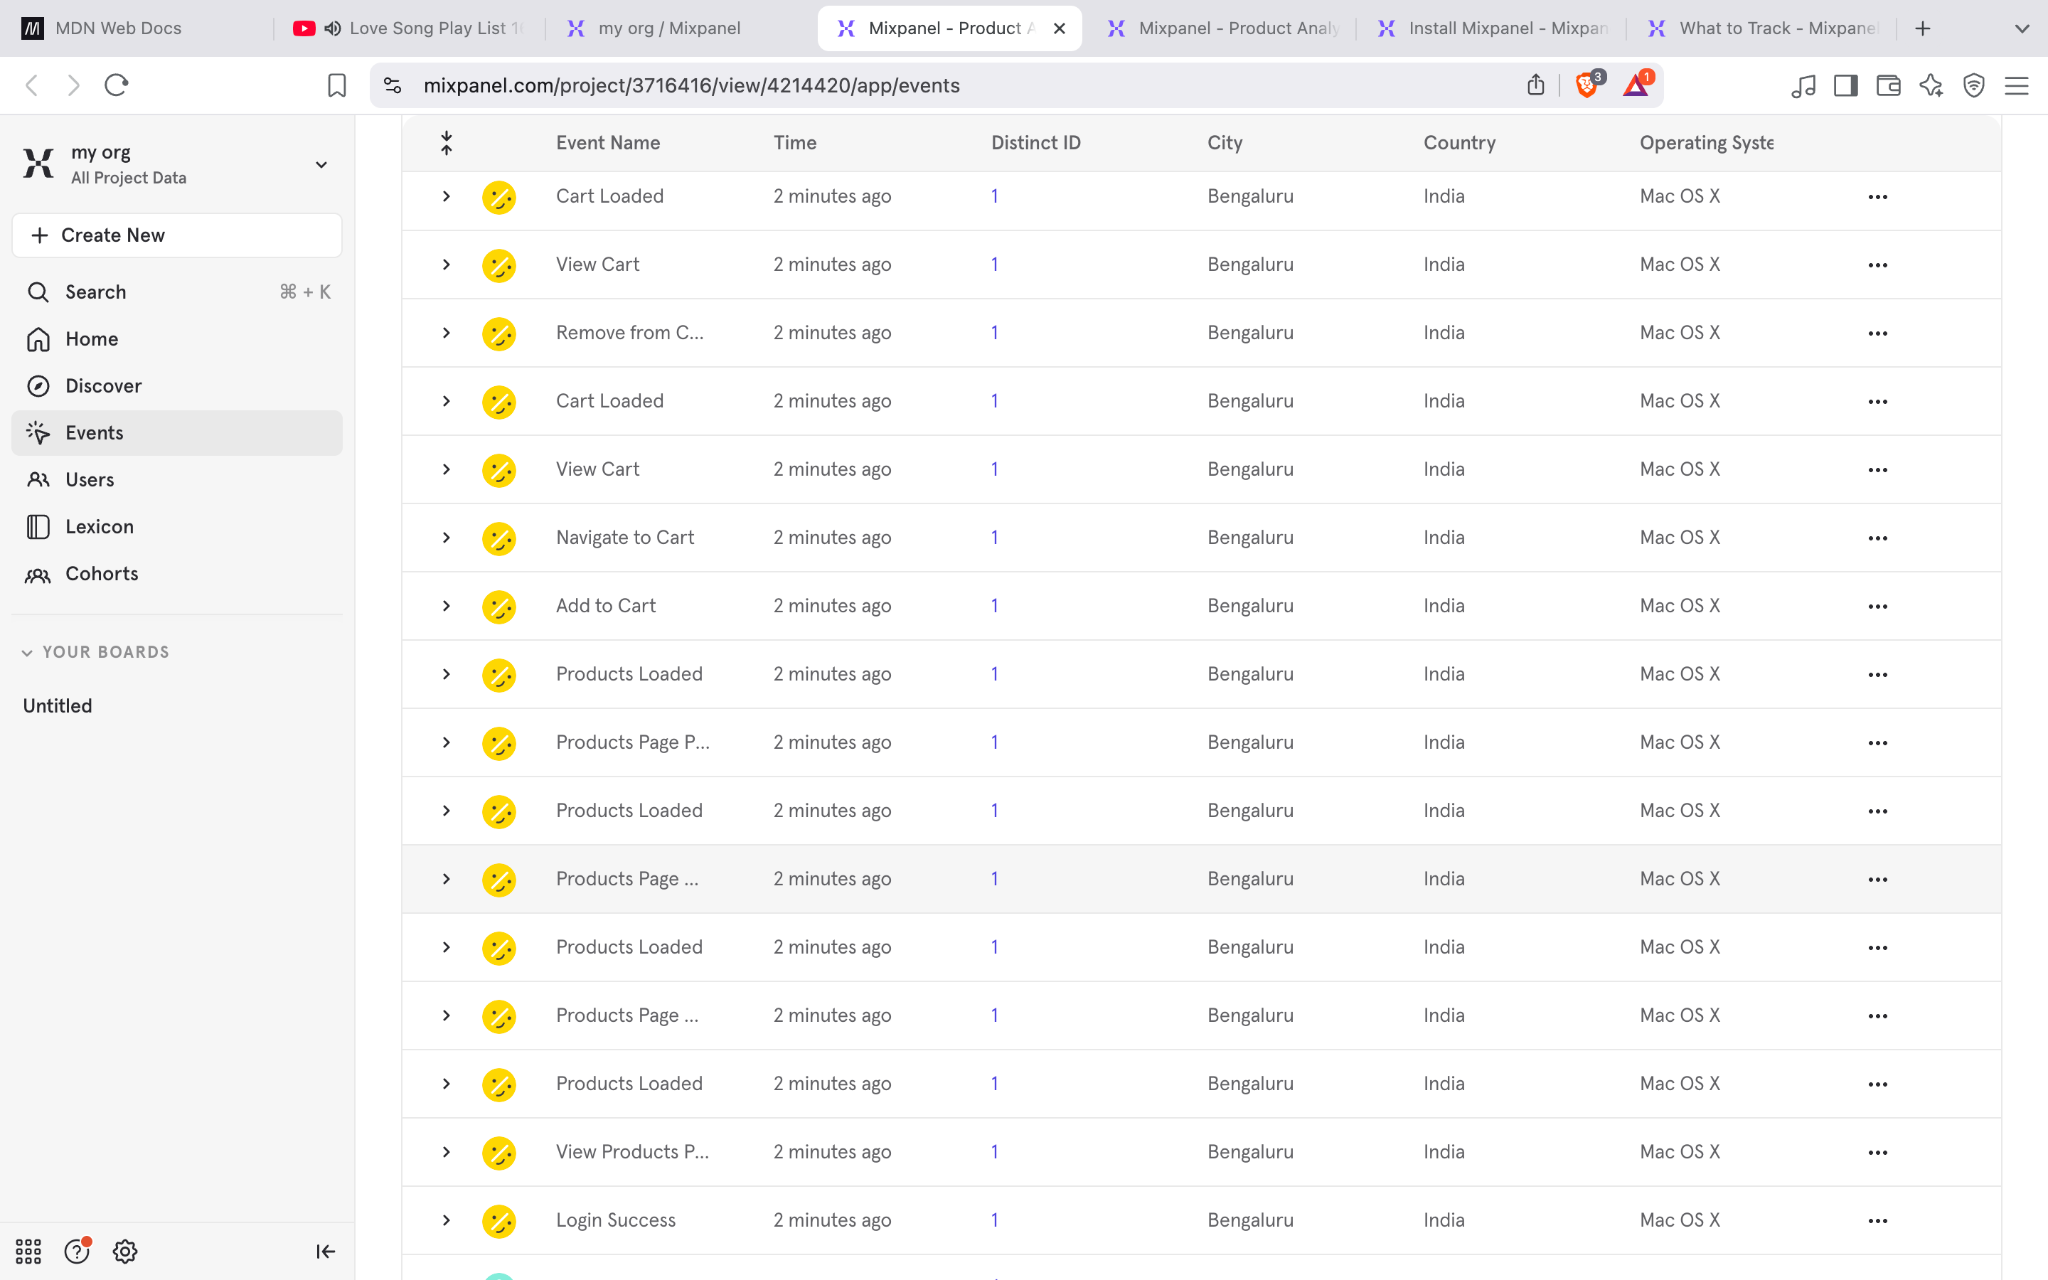 MDN Web Docs
Love Song Play List
my org / Mixpanel
Mixpanel - Product
Mixpanel - Product Analy
Install Mixpanel - Mixpan
What to Track - Mixpanel
mixpanel.com/project/3716416/view/4214420/app/events
3
1
my org
All Project Data
Create New
Search ⌘ + K
Home
Discover
Events
Users
Lexicon
Cohorts
YOUR BOARDS
Untitled
Event Name Time Distinct ID City Country Operating Syste
Cart Loaded 2 minutes ago 1 Bengaluru India Mac OS X
View Cart 2 minutes ago 1 Bengaluru India Mac OS X
Remove from C... 2 minutes ago 1 Bengaluru India Mac OS X
Cart Loaded 2 minutes ago 1 Bengaluru India Mac OS X
View Cart 2 minutes ago 1 Bengaluru India Mac OS X
Navigate to Cart 2 minutes ago 1 Bengaluru India Mac OS X
Add to Cart 2 minutes ago 1 Bengaluru India Mac OS X
Products Loaded 2 minutes ago 1 Bengaluru India Mac OS X
Products Page P... 2 minutes ago 1 Bengaluru India Mac OS X
Products Loaded 2 minutes ago 1 Bengaluru India Mac OS X
Products Page ... 2 minutes ago 1 Bengaluru India Mac OS X
Products Loaded 2 minutes ago 1 Bengaluru India Mac OS X
Products Page ... 2 minutes ago 1 Bengaluru India Mac OS X
Products Loaded 2 minutes ago 1 Bengaluru India Mac OS X
View Products P... 2 minutes ago 1 Bengaluru India Mac OS X
Login Success 2 minutes ago 1 Bengaluru India Mac OS X